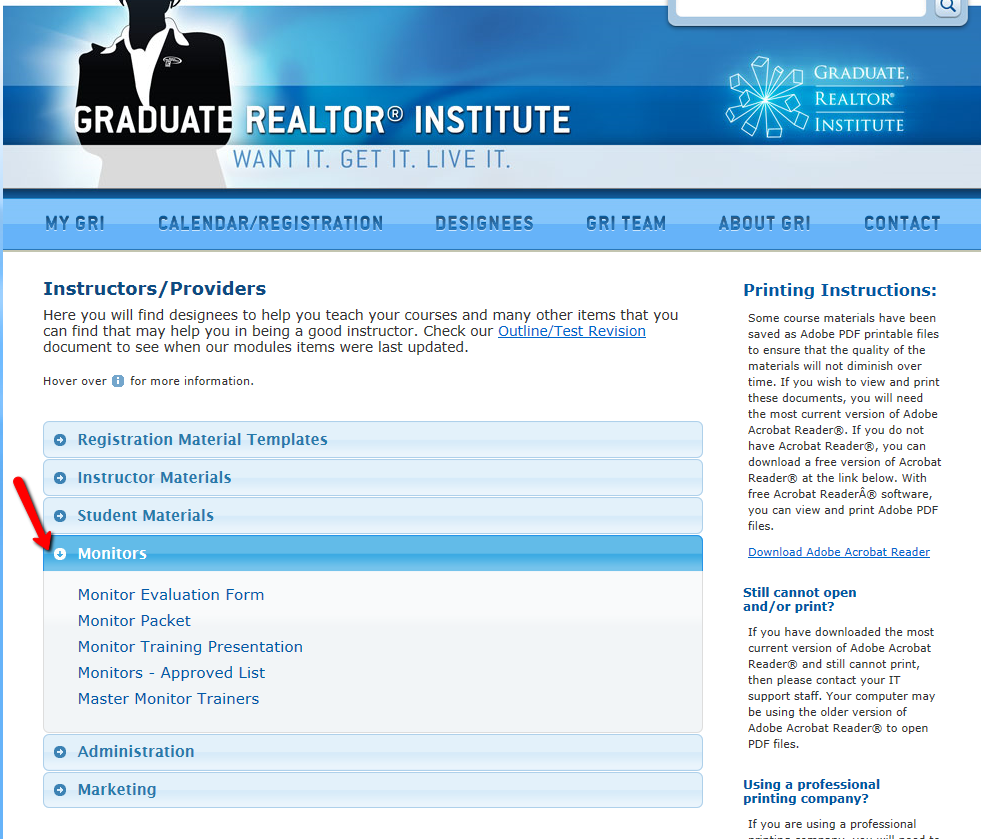 GRADUATE REALTOR® INSTITUTE
WANT IT. GET IT. LIVE IT.
GRADUATE,
REALTOR®
INSTITUTE
MY GRI CALENDAR/REGISTRATION DESIGNEES GRI TEAM ABOUT GRI CONTACT
Instructors/Providers
Here you will find designees to help you teach your courses and many other items that you
can find that may help you in being a good instructor. Check our Outline/Test Revision
document to see when our modules items were last updated.
Hover over i for more information.
Registration Material Templates
Instructor Materials
Student Materials
Monitors
Monitor Evaluation Form
Monitor Packet
Monitor Training Presentation
Monitors - Approved List
Master Monitor Trainers
Administration
Marketing
Printing Instructions:
Some course materials have been
saved as Adobe PDF printable files
to ensure that the quality of the
materials will not diminish over
time. If you wish to view and print
these documents, you will need
the most current version of Adobe
Acrobat Reader®. If you do not
have Acrobat Reader®, you can
download a free version of Acrobat
Reader® at the link below. With
free Acrobat ReaderÂ® software,
you can view and print Adobe PDF
files.
Download Adobe Acrobat Reader
Still cannot open
and/or print?
If you have downloaded the most
current version of Adobe Acrobat
Reader® and still cannot print,
then please contact your IT
support staff. Your computer may
be using the older version of
Adobe Acrobat Reader® to open
PDF files.
Using a professional
printing company?
If you are using a professional
printing company, you will need to